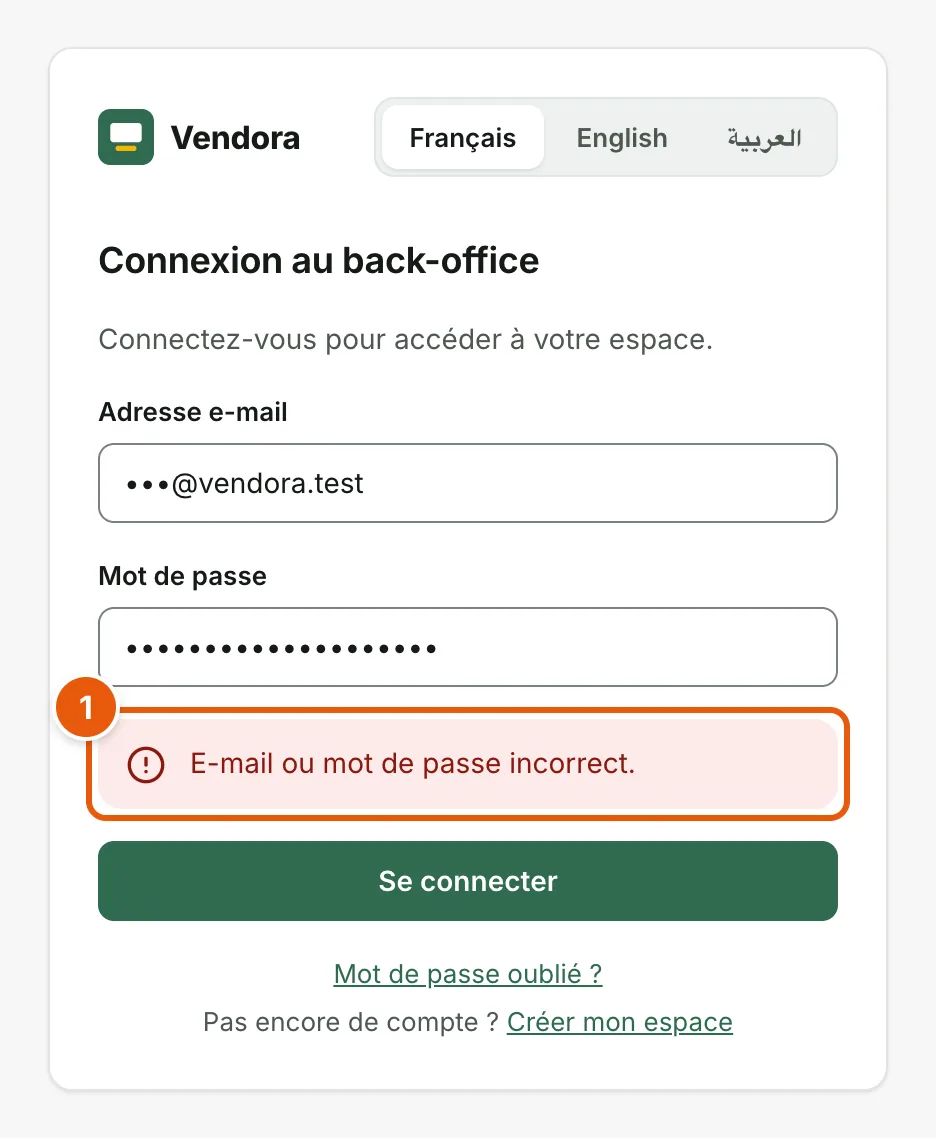 Vendora
Français English العربية
Connexion au back-office
Connectez-vous pour accéder à votre espace.
Adresse e-mail
•••@vendora.test
Mot de passe
••••••••••••••••••••
1
E-mail ou mot de passe incorrect.
Se connecter
Mot de passe oublié ?
Pas encore de compte ? Créer mon espace